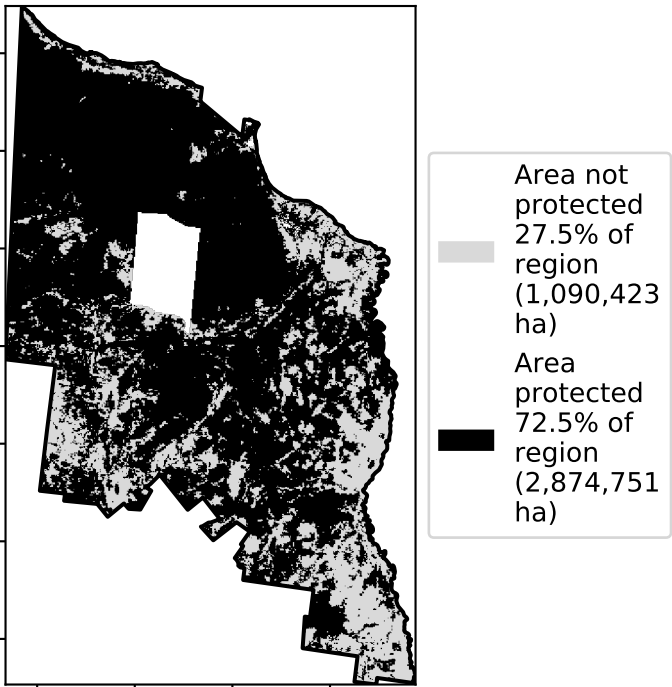 Area not
protected
27.5% of
region
(1,090,423
ha)
Area
protected
72.5% of
region
(2,874,751
ha)